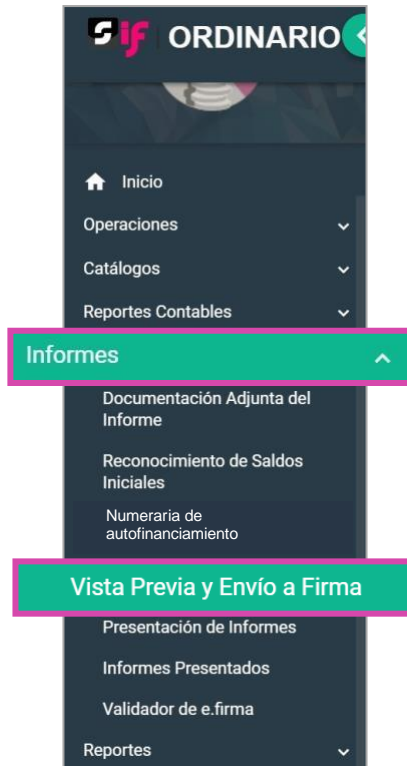 Sif ORDINARIO
Inicio
Operaciones
Catálogos
Reportes Contables
Informes
Documentación Adjunta del
Informe
Reconocimiento de Saldos
Iniciales
Numeraria de
autofinanciamiento
Vista Previa y Envío a Firma
Presentación de Informes
Informes Presentados
Validador de e.firma
Reportes